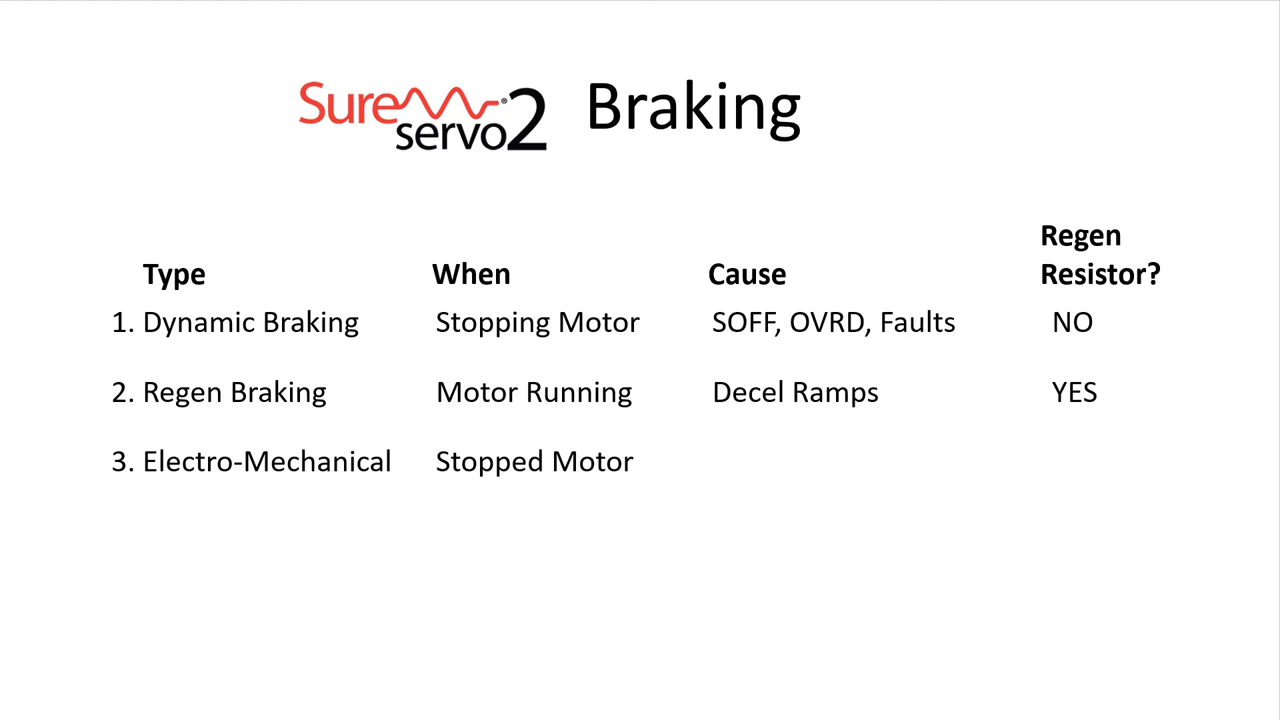 Sure servo2® Braking
Type When Cause Regen Resistor?
1. Dynamic Braking Stopping Motor SOFF, OVRD, Faults NO
2. Regen Braking Motor Running Decel Ramps YES
3. Electro-Mechanical Stopped Motor